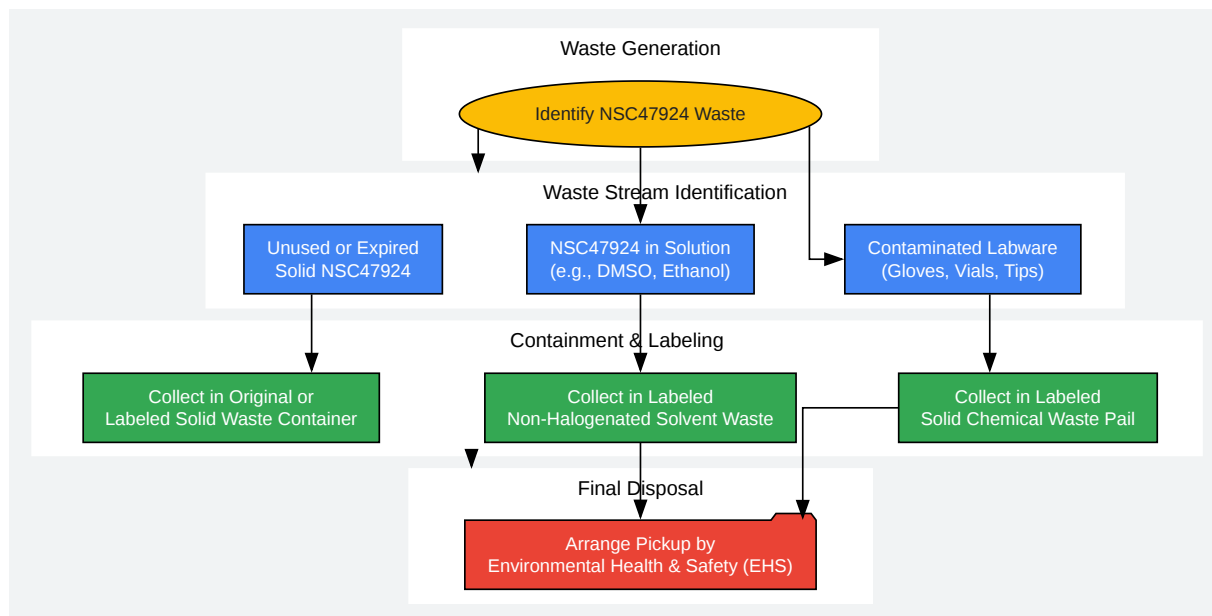 Waste Generation
Identify NSC47924 Waste
Waste Stream Identification
Unused or Expired
Solid NSC47924
NSC47924 in Solution
(e.g., DMSO, Ethanol)
Contaminated Labware
(Gloves, Vials, Tips)
Containment & Labeling
Collect in Original or
Labeled Solid Waste Container
Collect in Labeled
Non-Halogenated Solvent Waste
Collect in Labeled
Solid Chemical Waste Pail
Final Disposal
Arrange Pickup by
Environmental Health & Safety (EHS)